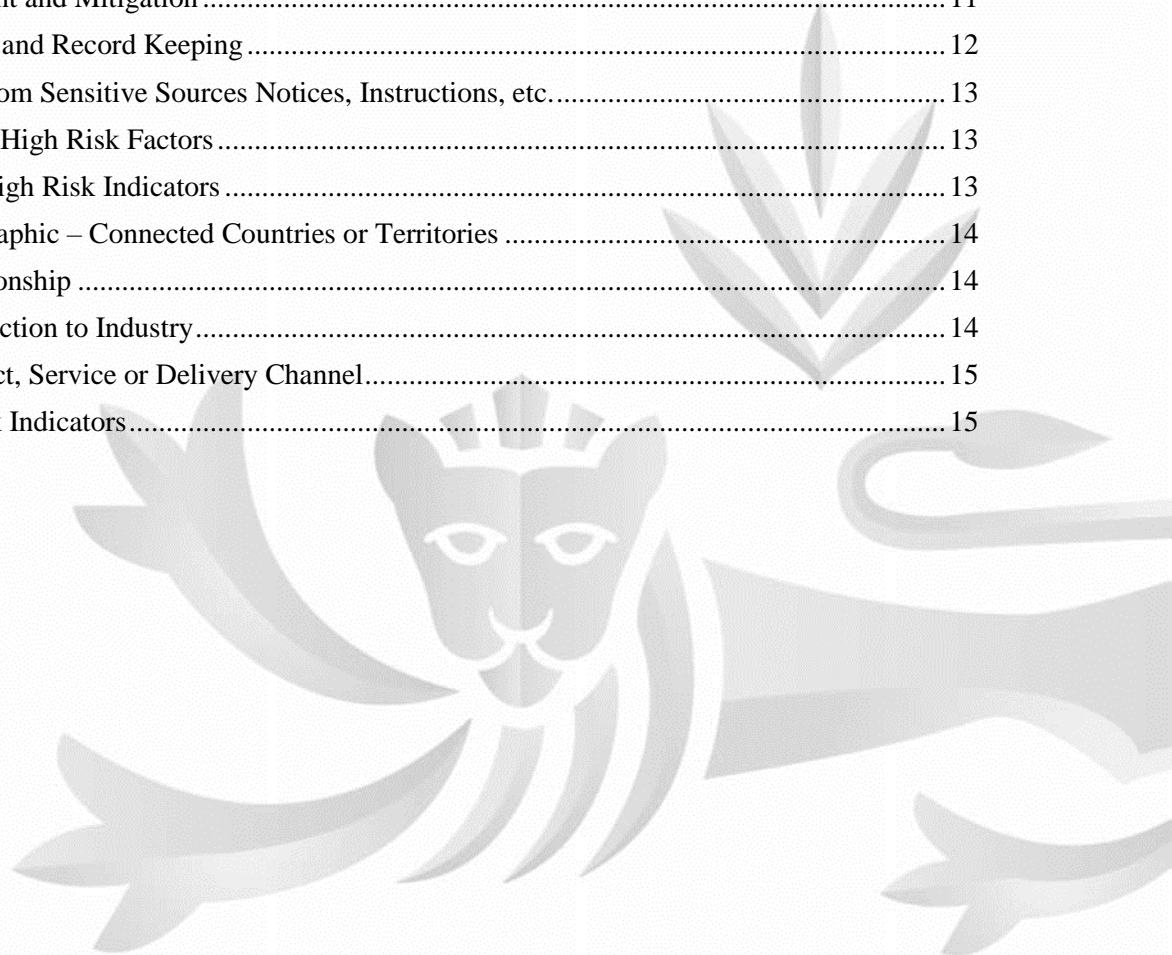 and Mitigation........................................................................................................ 11
and Record Keeping.................................................................................................. 12
om Sensitive Sources Notices, Instructions, etc....................................................... 13
High Risk Factors...................................................................................................... 13
igh Risk Indicators..................................................................................................... 13
aphic – Connected Countries or Territories.............................................................. 14
onship......................................................................................................................... 14
ction to Industry.......................................................................................................... 14
ct, Service or Delivery Channel................................................................................. 15
Indicators................................................................................................................... 15